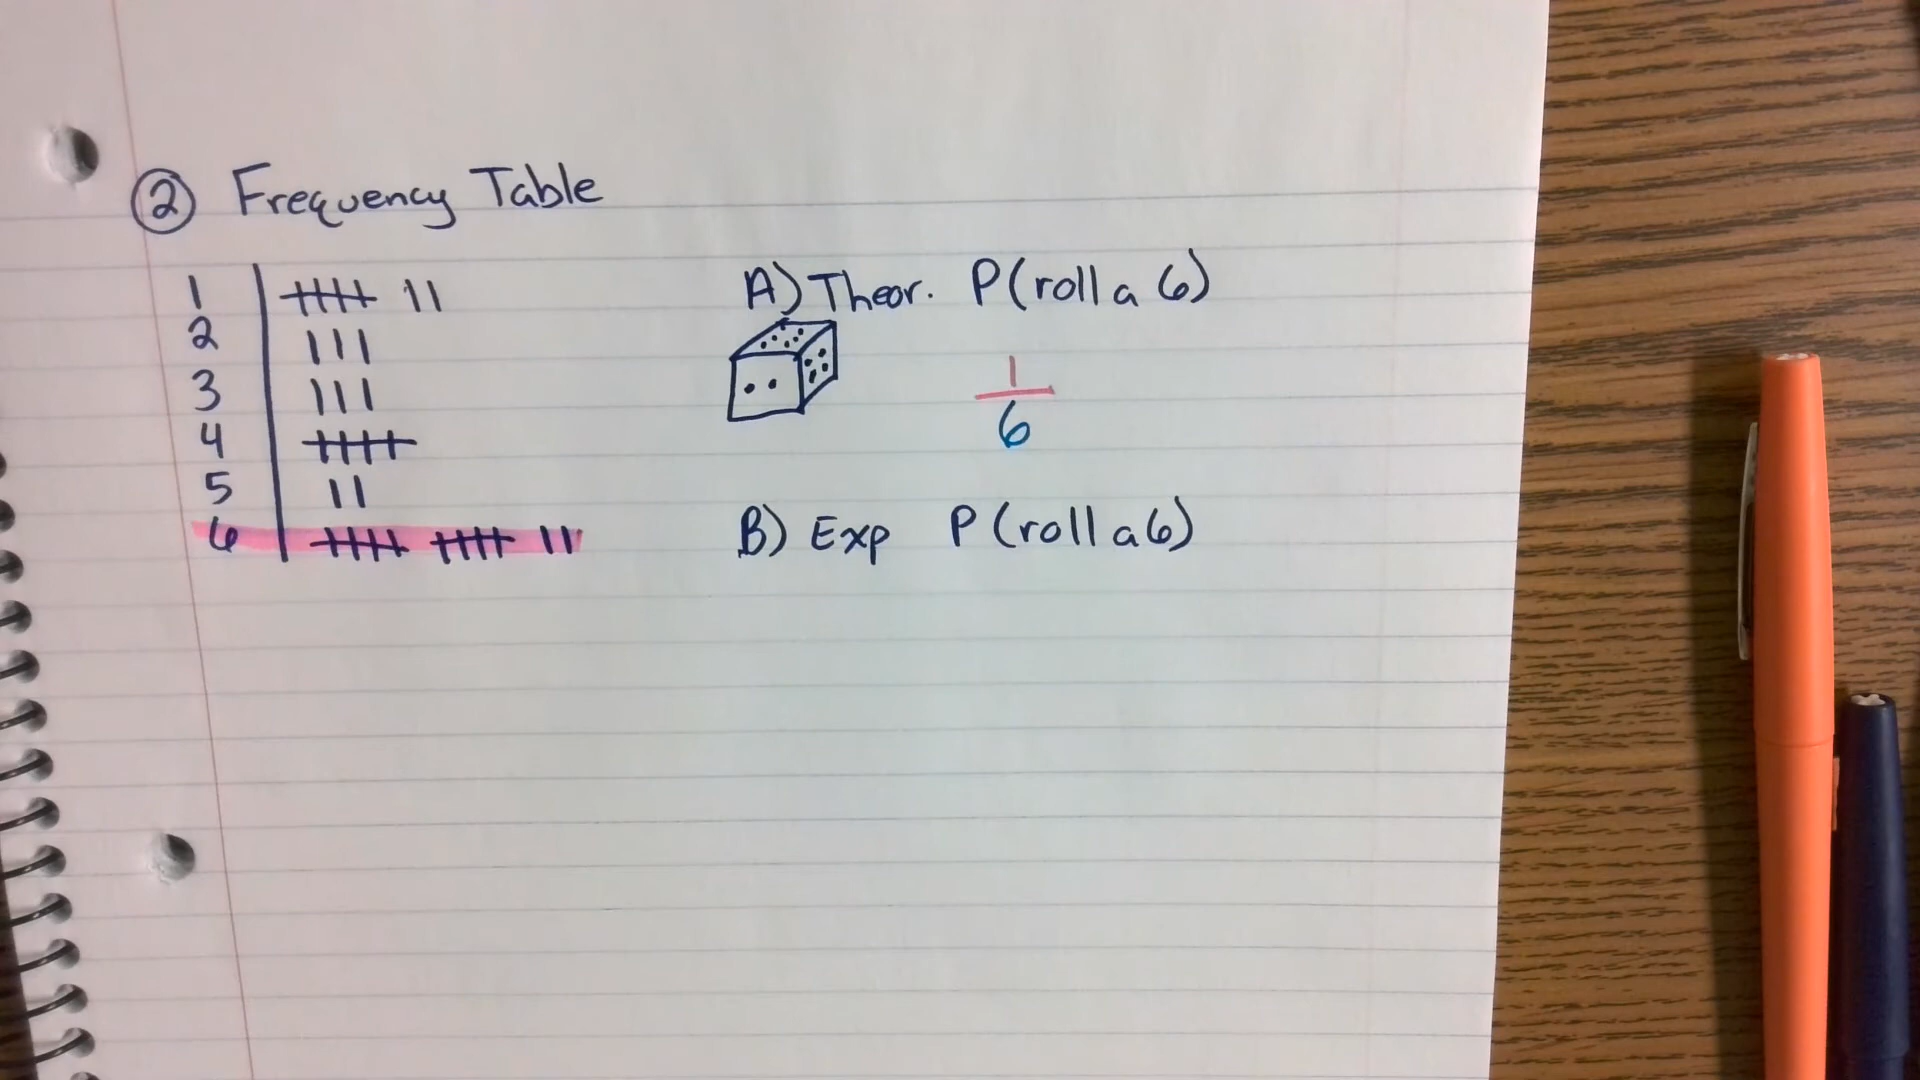 ② Frequency Table
1 | 𝍸 ||
2 | |||
3 | |||
4 | 𝍸
5 | ||
6 | 𝍸 𝍸 ||
A) Theor. P(roll a 6)
1
6
B) Exp P(roll a 6)